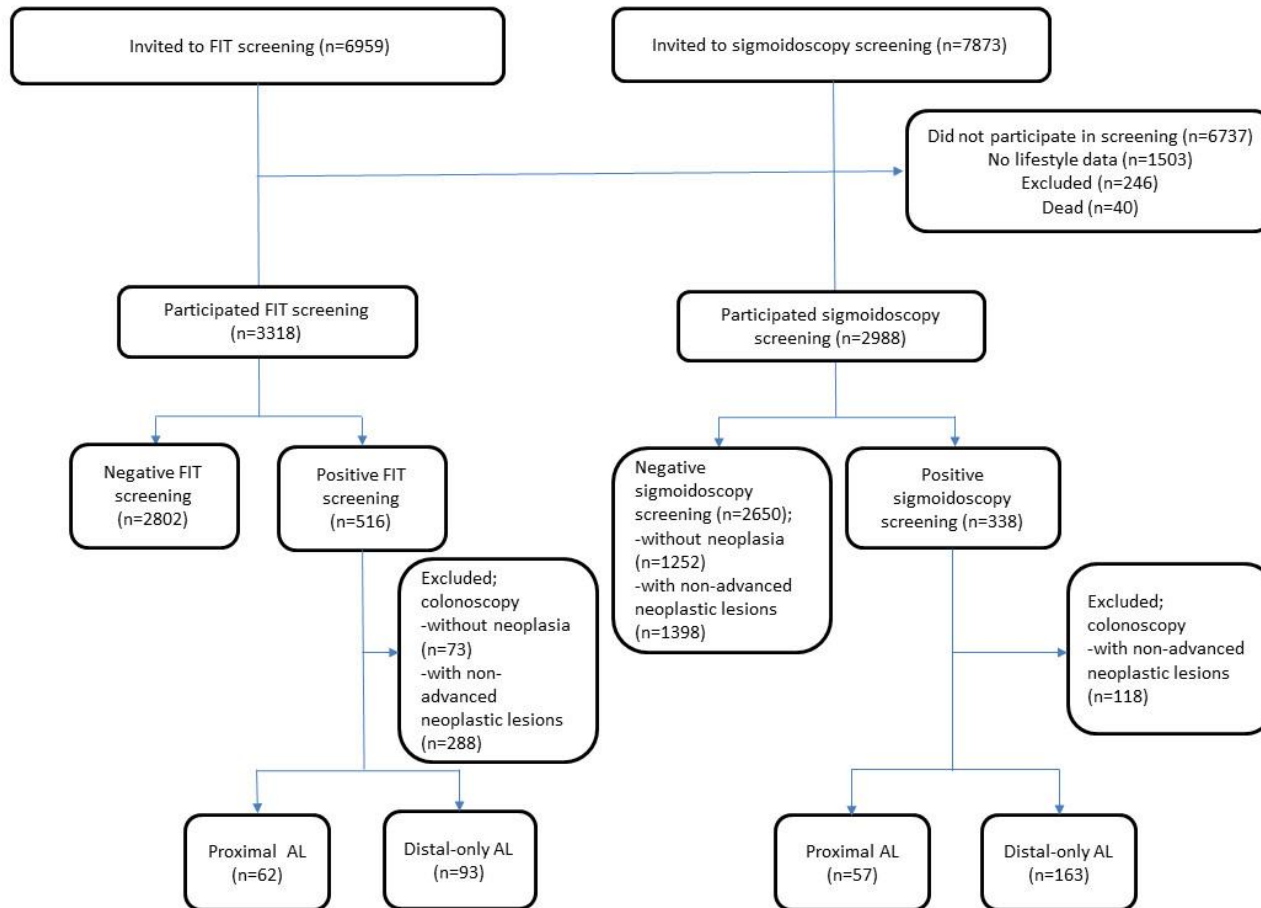 Invited to FIT screening (n=6959)
Invited to sigmoidoscopy screening (n=7873)
Did not participate in screening (n=6737)
No lifestyle data (n=1503)
Excluded (n=246)
Dead (n=40)
Participated FIT screening
(n=3318)
Participated sigmoidoscopy
screening (n=2988)
Negative FIT
screening
(n=2802)
Positive FIT
screening
(n=516)
Negative
sigmoidoscopy
screening (n=2650);
-without neoplasia
(n=1252)
-with non-advanced
neoplastic lesions
(n=1398)
Positive
sigmoidoscopy
screening (n=338)
Excluded;
colonoscopy
-without neoplasia
(n=73)
-with non-
advanced
neoplastic lesions
(n=288)
Excluded;
colonoscopy
-with non-advanced
neoplastic lesions
(n=118)
Proximal AL
(n=62)
Distal-only AL
(n=93)
Proximal AL
(n=57)
Distal-only AL
(n=163)